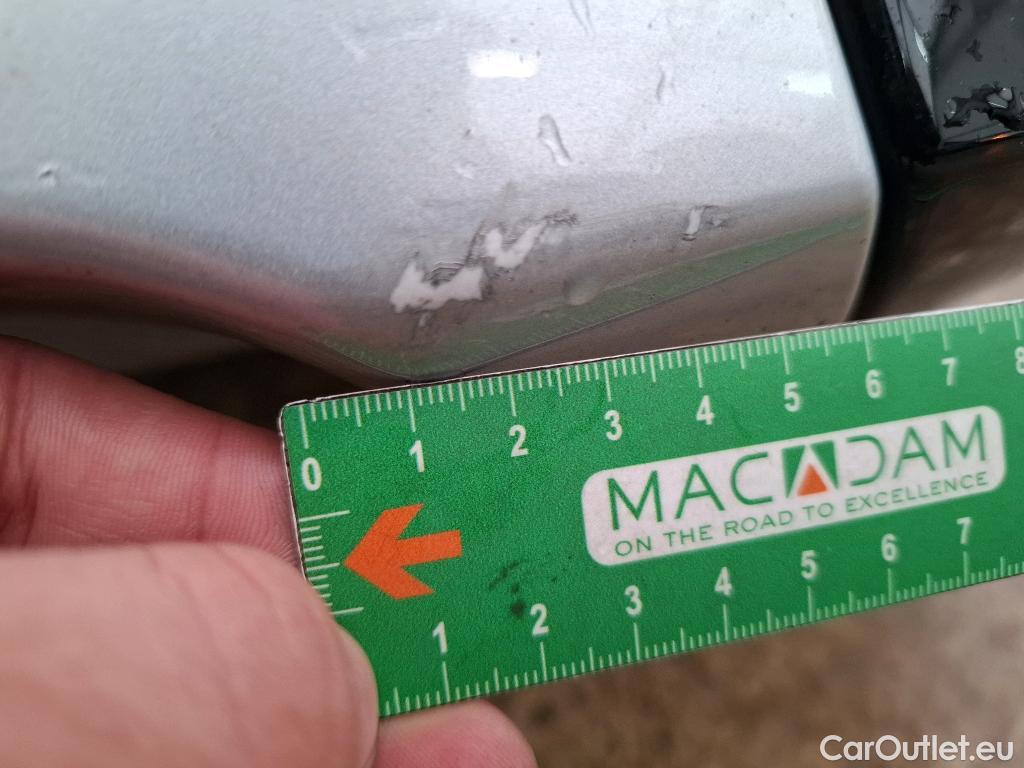 0 1 2 3 4 5 6 7 8
MACADAM
ON THE ROAD TO EXCELLENCE
1 2 3 4 5 6 7
CarOutlet.eu